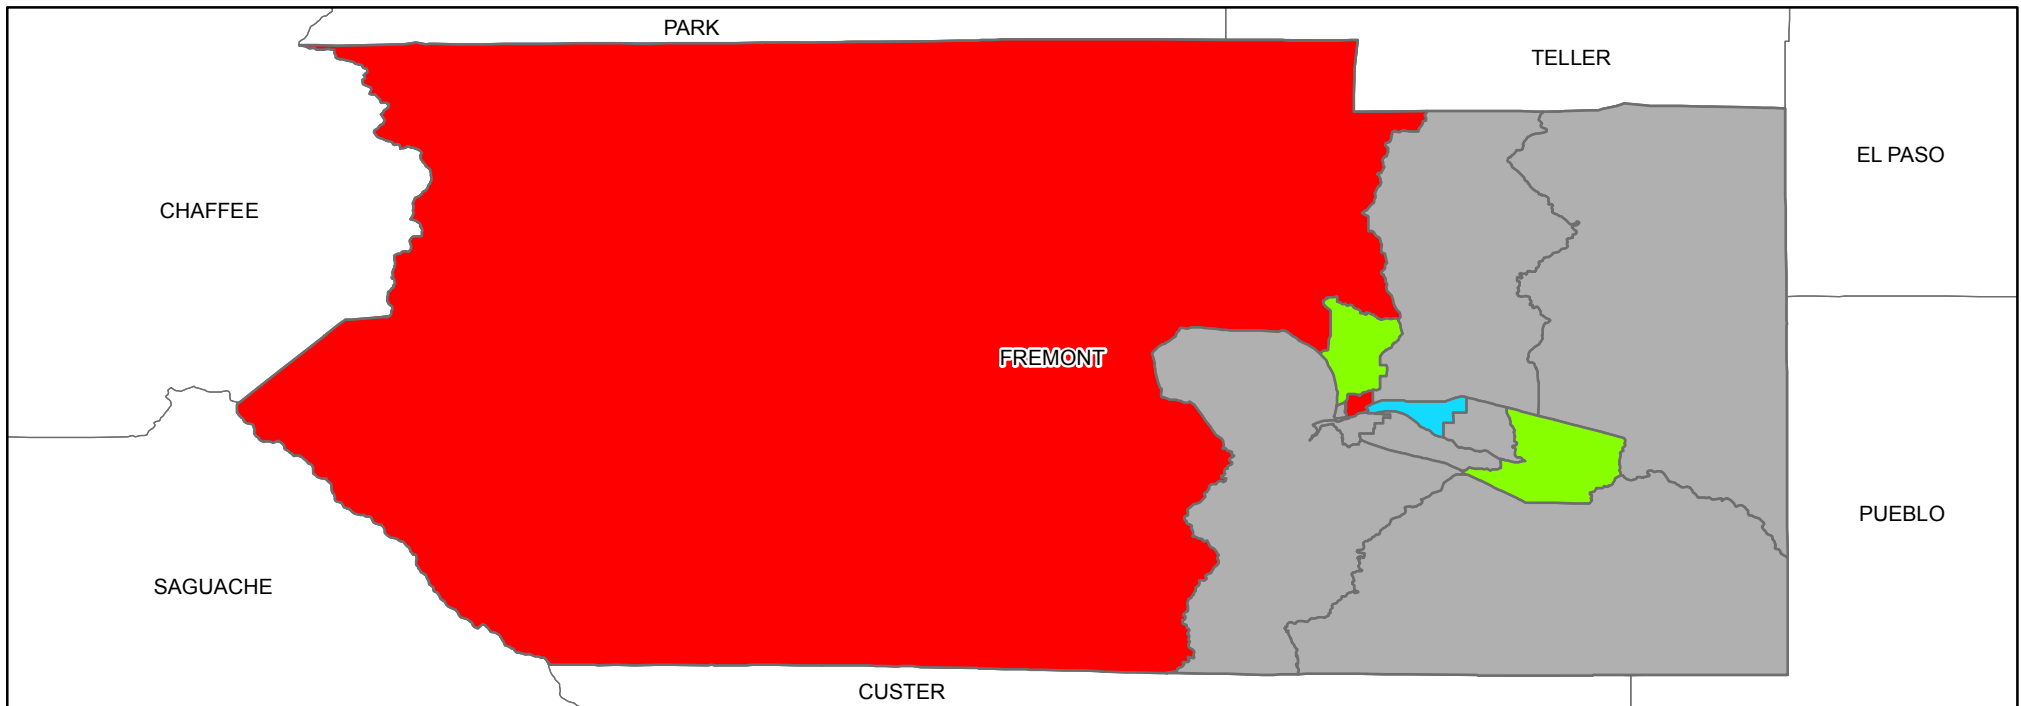 PARK
TELLER
EL PASO
CHAFFEE
FREMONT
PUEBLO
SAGUACHE
CUSTER